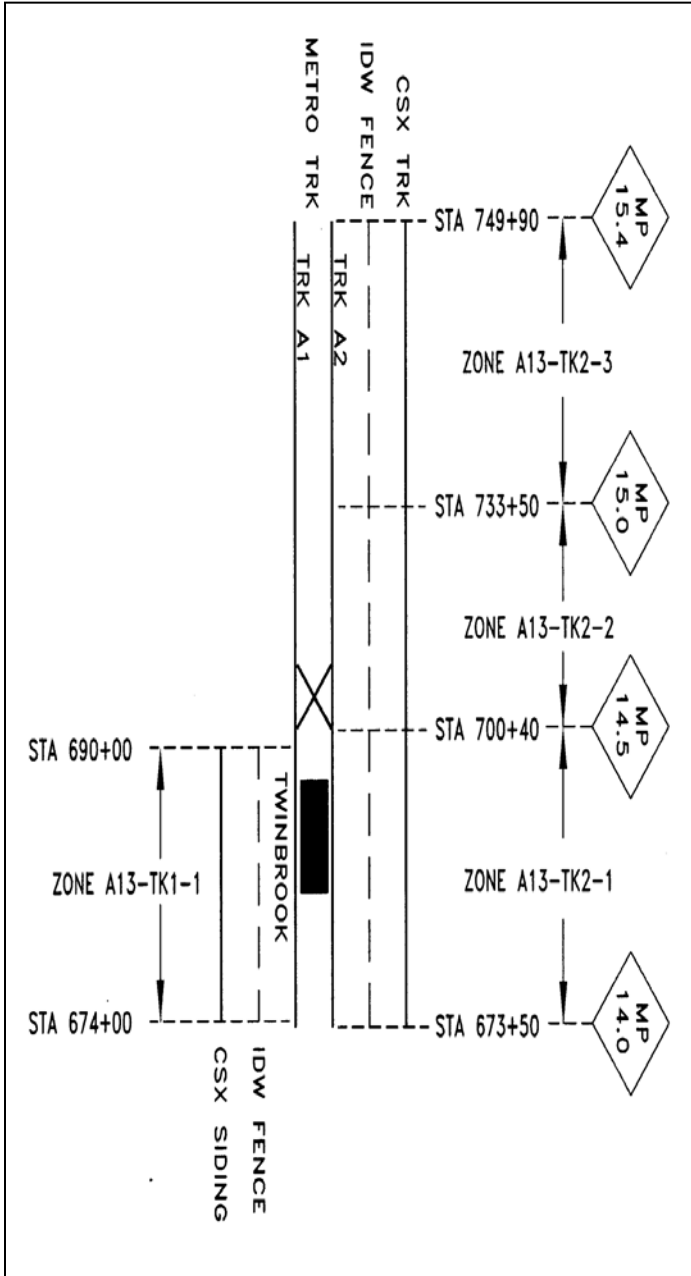 METRO TRK
IDW FENCE
CSX TRK
TRK A1
TRK A2
STA 749+90
MP
15.4
ZONE A13-TK2-3
STA 733+50
MP
15.0
ZONE A13-TK2-2
STA 700+40
MP
14.5
ZONE A13-TK2-1
STA 673+50
MP
14.0
STA 690+00
TWINBROOK
ZONE A13-TK1-1
STA 674+00
CSX SIDING
IDW FENCE